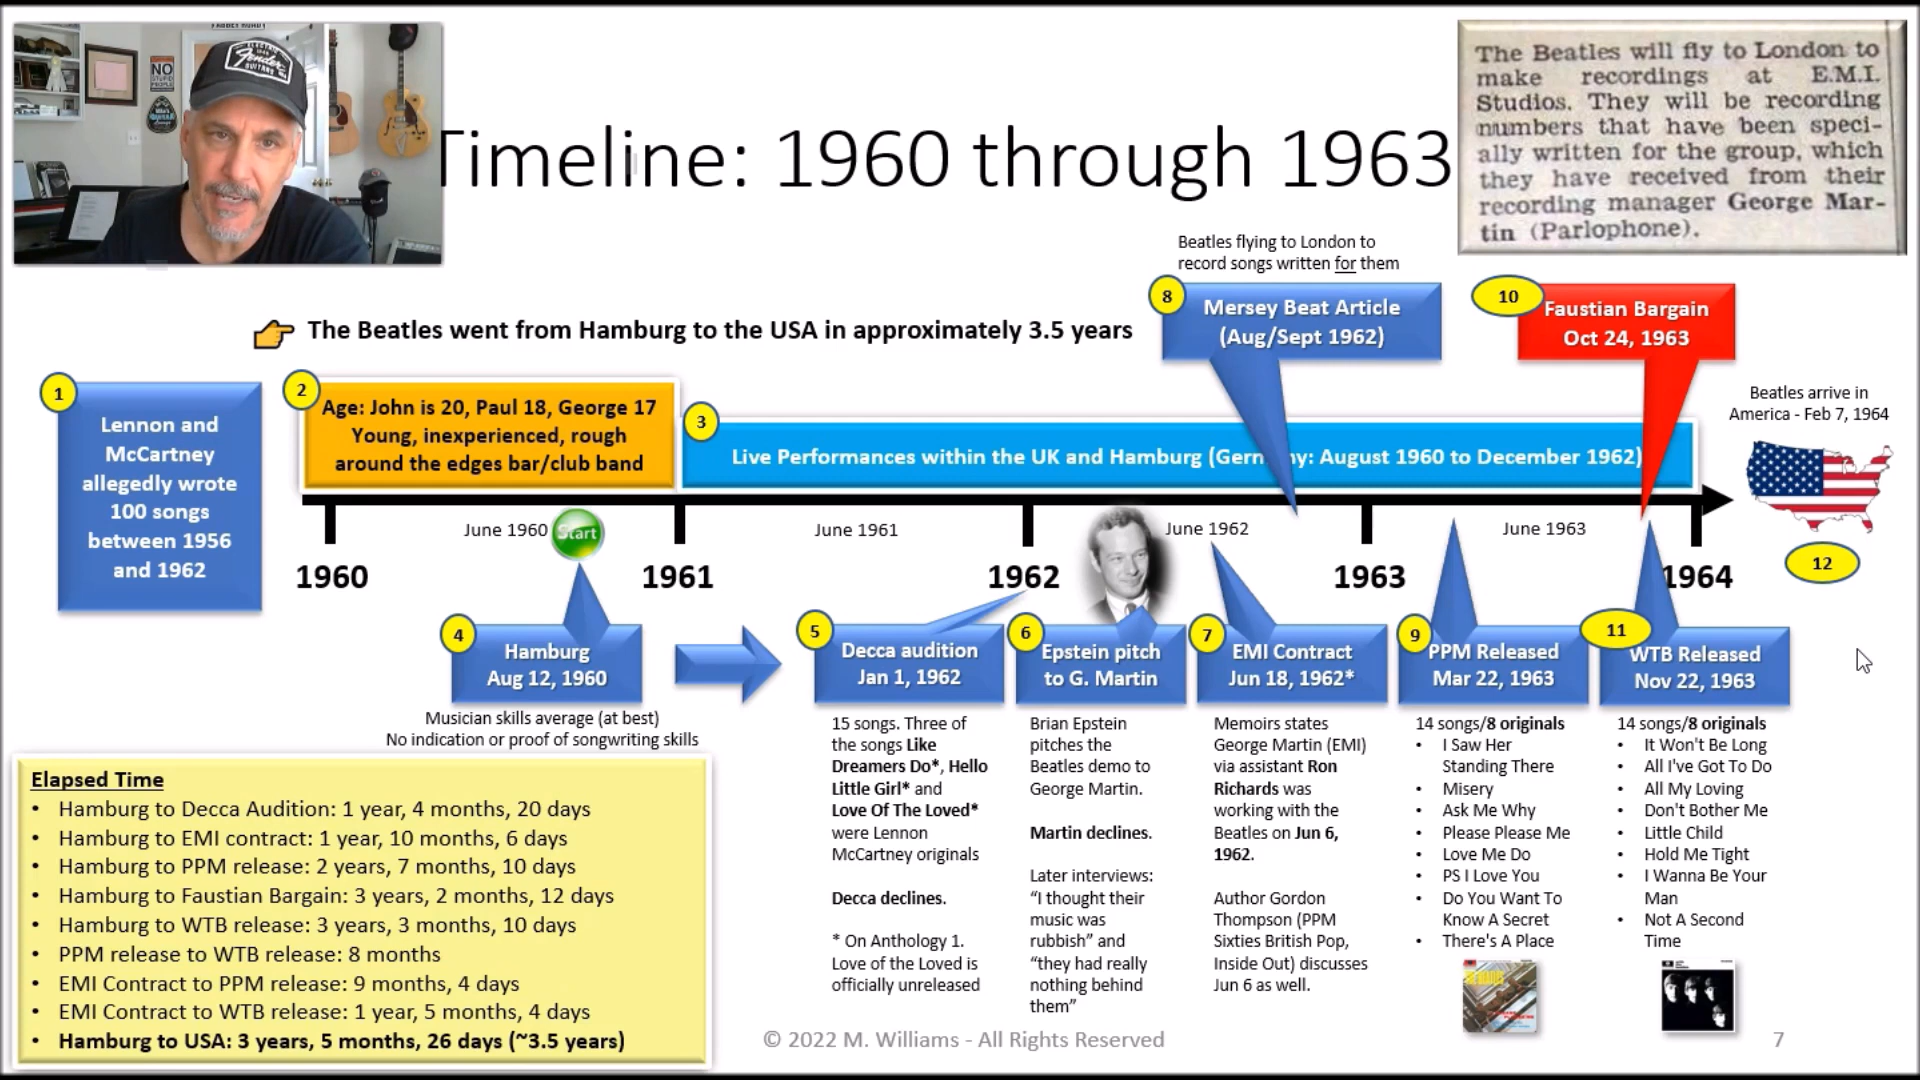 NO
STUPID
PEOPLE
Fender
GUITARS
Timeline: 1960 through 1963
The Beatles will fly to London to
make recordings at E.M.I.
Studios. They will be recording
numbers that have been speci-
ally written for the group, which
they have received from their
recording manager George Mar-
tin (Parlophone).
Beatles flying to London to
record songs written for them
👉 The Beatles went from Hamburg to the USA in approximately 3.5 years
8
Mersey Beat Article
(Aug/Sept 1962)
10
Faustian Bargain
Oct 24, 1963
1
Lennon and
McCartney
allegedly wrote
100 songs
between 1956
and 1962
2
Age: John is 20, Paul 18, George 17
Young, inexperienced, rough
around the edges bar/club band
3
Live Performances within the UK and Hamburg (Germany: August 1960 to December 1962)
Beatles arrive in
America - Feb 7, 1964
12
June 1960
Start
June 1961
June 1962
June 1963
1960
1961
1962
1963
1964
4
Hamburg
Aug 12, 1960
Musician skills average (at best)
No indication or proof of songwriting skills
5
Decca audition
Jan 1, 1962
15 songs. Three of
the songs Like
Dreamers Do*, Hello
Little Girl* and
Love Of The Loved*
were Lennon
McCartney originals
Decca declines.
* On Anthology 1.
Love of the Loved is
officially unreleased
6
Epstein pitch
to G. Martin
Brian Epstein
pitches the
Beatles demo to
George Martin.
Martin declines.
Later interviews:
“I thought their
music was
rubbish” and
“they had really
nothing behind
them”
7
EMI Contract
Jun 18, 1962*
Memoirs states
George Martin (EMI)
via assistant Ron
Richards was
working with the
Beatles on Jun 6,
1962.
Author Gordon
Thompson (PPM
Sixties British Pop,
Inside Out) discusses
Jun 6 as well.
9
PPM Released
Mar 22, 1963
14 songs/8 originals
• I Saw Her
Standing There
• Misery
• Ask Me Why
• Please Please Me
• Love Me Do
• PS I Love You
• Do You Want To
Know A Secret
• There's A Place
11
WTB Released
Nov 22, 1963
14 songs/8 originals
• It Won't Be Long
• All I've Got To Do
• All My Loving
• Don't Bother Me
• Little Child
• Hold Me Tight
• I Wanna Be Your
Man
• Not A Second
Time
Elapsed Time
• Hamburg to Decca Audition: 1 year, 4 months, 20 days
• Hamburg to EMI contract: 1 year, 10 months, 6 days
• Hamburg to PPM release: 2 years, 7 months, 10 days
• Hamburg to Faustian Bargain: 3 years, 2 months, 12 days
• Hamburg to WTB release: 3 years, 3 months, 10 days
• PPM release to WTB release: 8 months
• EMI Contract to PPM release: 9 months, 4 days
• EMI Contract to WTB release: 1 year, 5 months, 4 days
• Hamburg to USA: 3 years, 5 months, 26 days (~3.5 years)
© 2022 M. Williams - All Rights Reserved
7